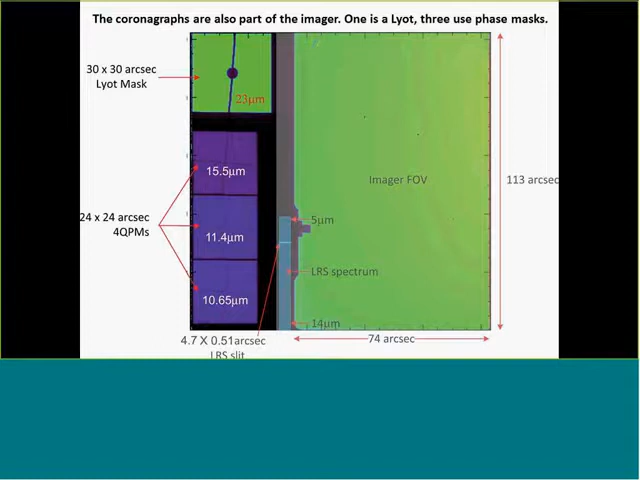 The coronagraphs are also part of the imager. One is a Lyot, three use phase masks.
30 x 30 arcsec
Lyot Mask
23μm
15.5μm
Imager FOV
113 arcsec
24 x 24 arcsec
4QPMs
5μm
11.4μm
LRS spectrum
10.65μm
14μm
4.7 X 0.51arcsec
LRS slit
74 arcsec